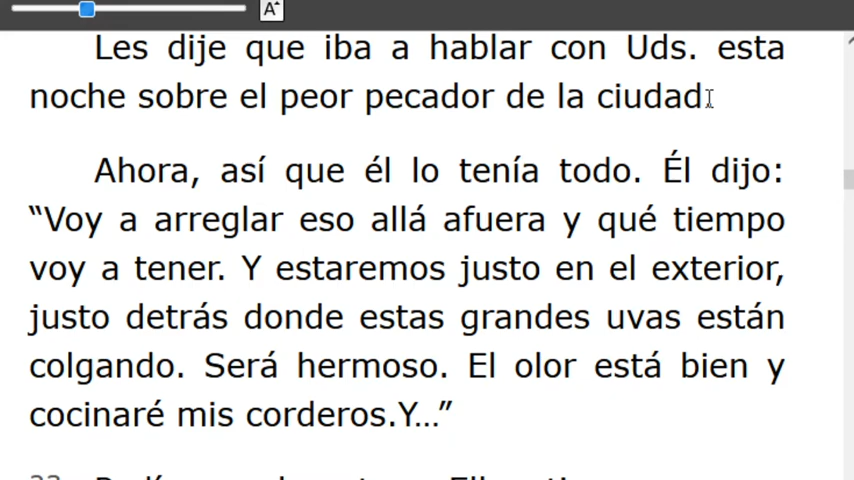 A
Les dije que iba a hablar con Uds. esta
noche sobre el peor pecador de la ciudad
Ahora, así que él lo tenía todo. Él dijo:
“Voy a arreglar eso allá afuera y qué tiempo
voy a tener. Y estaremos justo en el exterior,
justo detrás donde estas grandes uvas están
colgando. Será hermoso. El olor está bien y
cocinaré mis corderos.Y…”